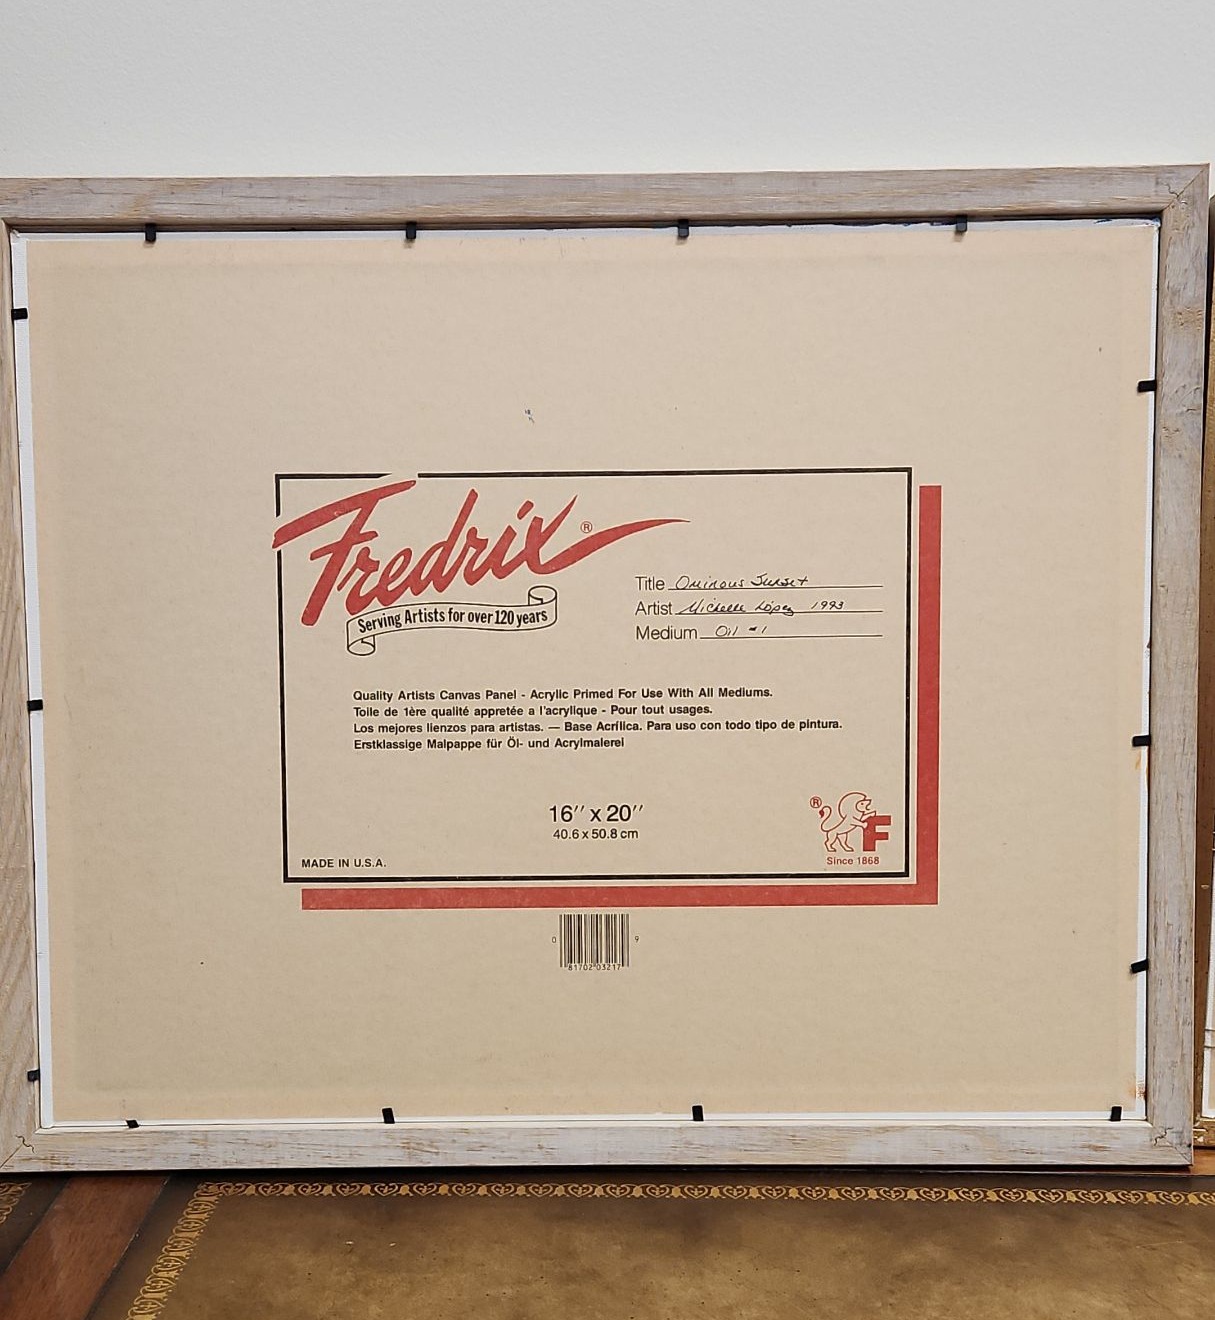 Fredrix®
Serving Artists for over 120 years
Title Ominous Sunset
Artist Michelle López 1993
Medium Oil #1
Quality Artists Canvas Panel - Acrylic Primed For Use With All Mediums.
Toile de 1ère qualité appretée a l'acrylique - Pour tout usages.
Los mejores lienzos para artistas. — Base Acrílica. Para uso con todo tipo de pintura.
Erstklassige Malpappe für Öl- und Acrylmalerei
16′′ x 20′′
40.6 x 50.8 cm
® F
Since 1868
MADE IN U.S.A.
0 81702 03217 9